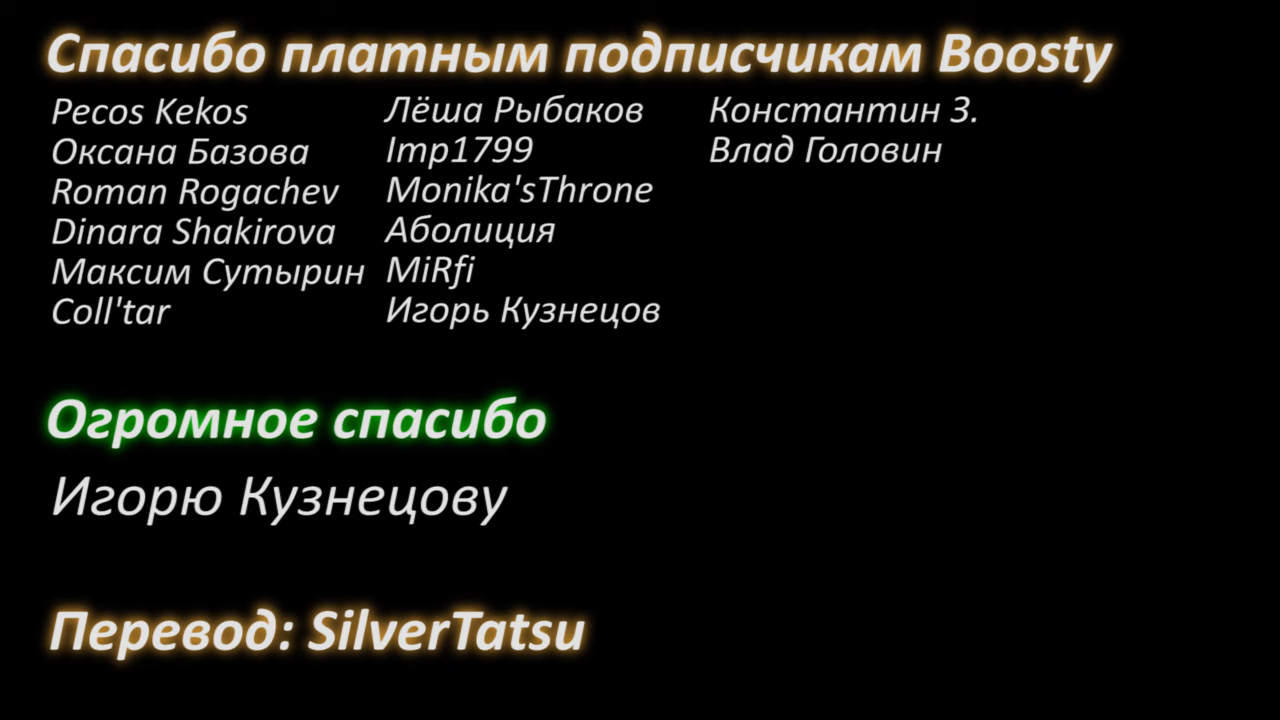 Спасибо платным подписчикам Boosty
Pecos Kekos
Оксана Базова
Roman Rogachev
Dinara Shakirova
Максим Сутырин
Coll'tar
Лёша Рыбаков
Imp1799
Monika'sThrone
Аболиция
MiRfi
Игорь Кузнецов
Константин З.
Влад Головин
Огромное спасибо
Игорю Кузнецову
Перевод: SilverTatsu